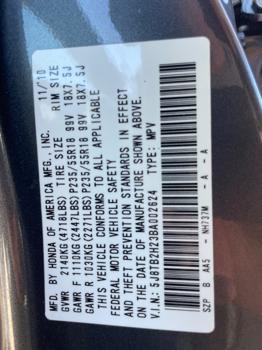 MFD. BY HONDA OF AMERICA MFG., INC. 11/10
TIRE SIZE RIM SIZE
GVWR 2140KG (4718LBS)
GAWR F 1110KG (2447LBS) P235/55R18 99V 18X7.5J
GAWR R 1030KG (2271LBS) P235/55R18 99V 18X7.5J
THIS VEHICLE CONFORMS TO ALL APPLICABLE
FEDERAL MOTOR VEHICLE SAFETY
AND THEFT PREVENTION STANDARDS IN EFFECT
ON THE DATE OF MANUFACTURE SHOWN ABOVE.
V.I.N.: 5J8TB2H23BA002624 TYPE: MPV
SZP B AA5 NH737M - A - A